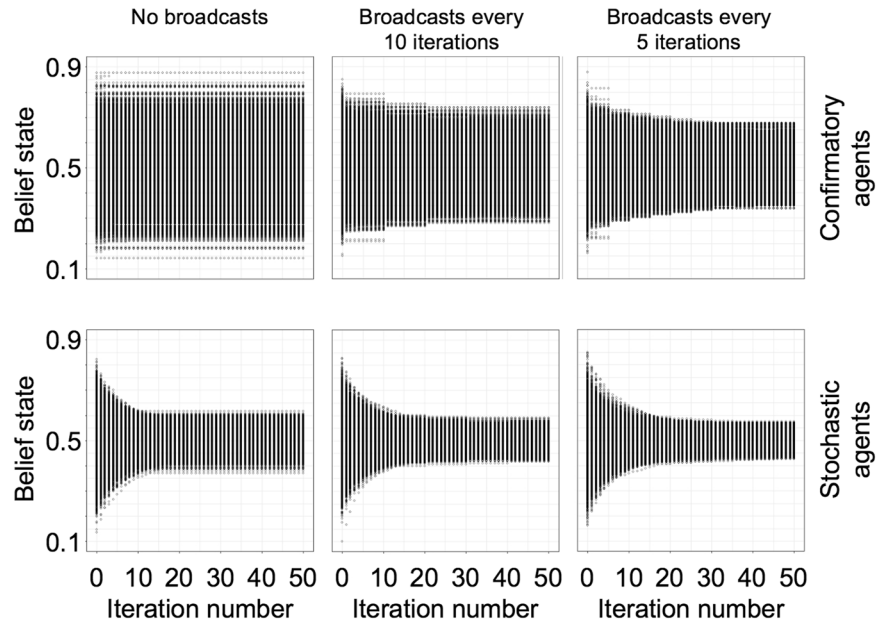 No broadcasts
Broadcasts every
10 iterations
Broadcasts every
5 iterations
0.9
0.5
0.1
Belief state
Confirmatory
agents
0.9
0.5
0.1
Belief state
Stochastic
agents
0 10 20 30 40 50
0 10 20 30 40 50
0 10 20 30 40 50
Iteration number
Iteration number
Iteration number